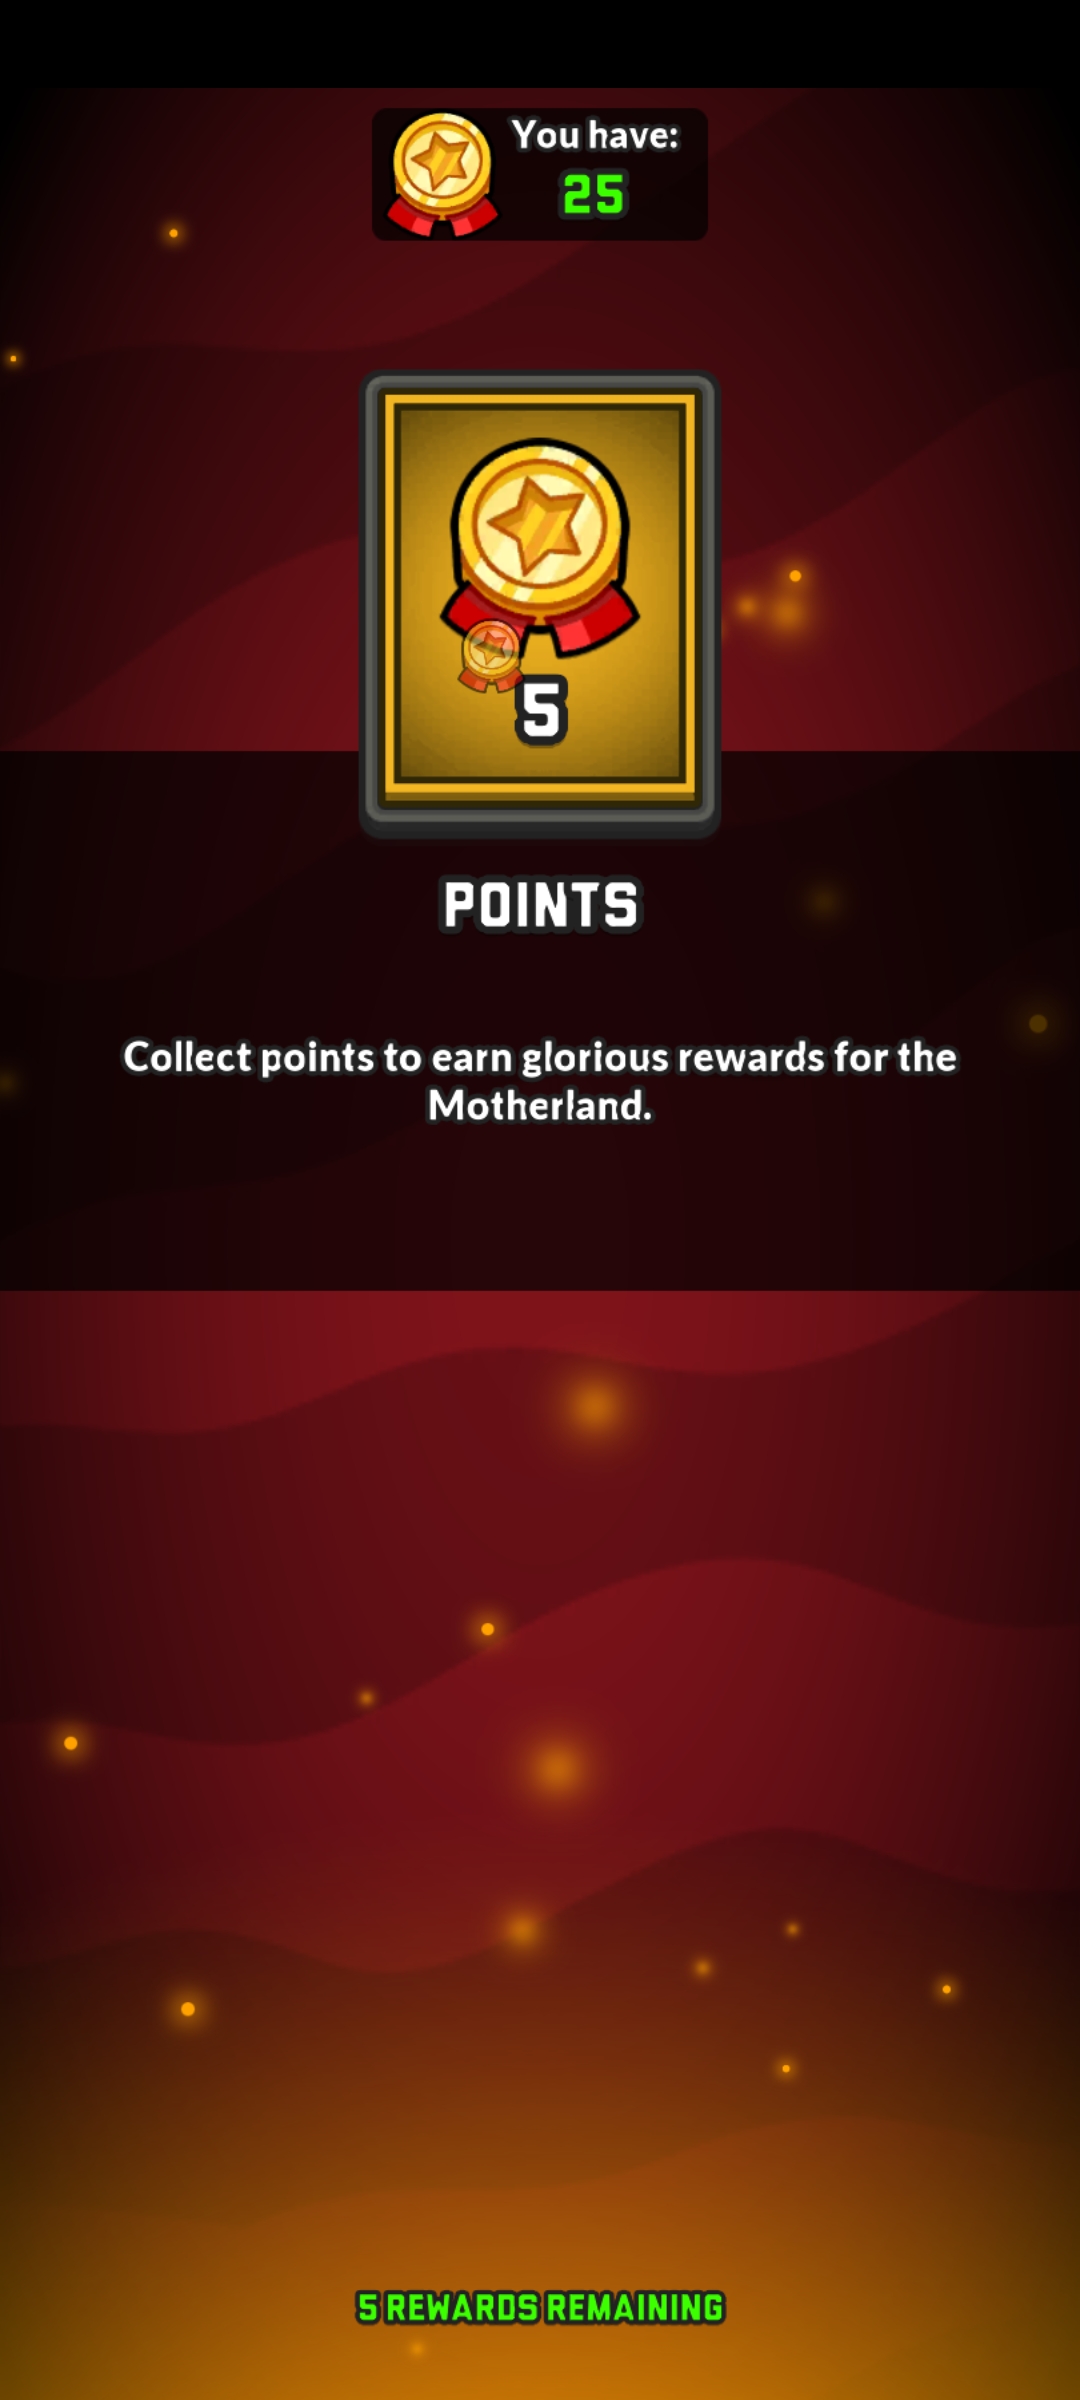 You have:
25
5
POINTS
Collect points to earn glorious rewards for the
Motherland.
5 REWARDS REMAINING